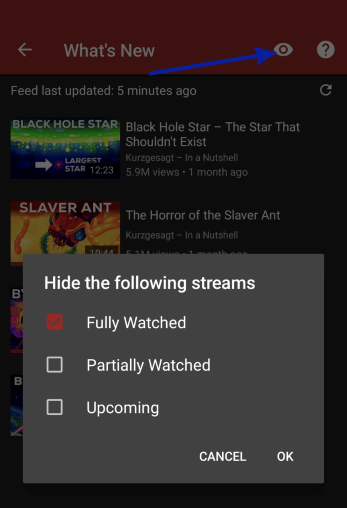 What's New
Feed last updated: 5 minutes ago
BLACK HOLE STAR
LARGEST
STAR 12:23
Black Hole Star – The Star That
Shouldn't Exist
Kurzgesagt – In a Nutshell
5.9M views • 1 month ago
SLAVER ANT
10:44
The Horror of the Slaver Ant
Kurzgesagt – In a Nutshell
5.1M views • 1 month ago
Hide the following streams
Fully Watched
Partially Watched
Upcoming
CANCEL OK